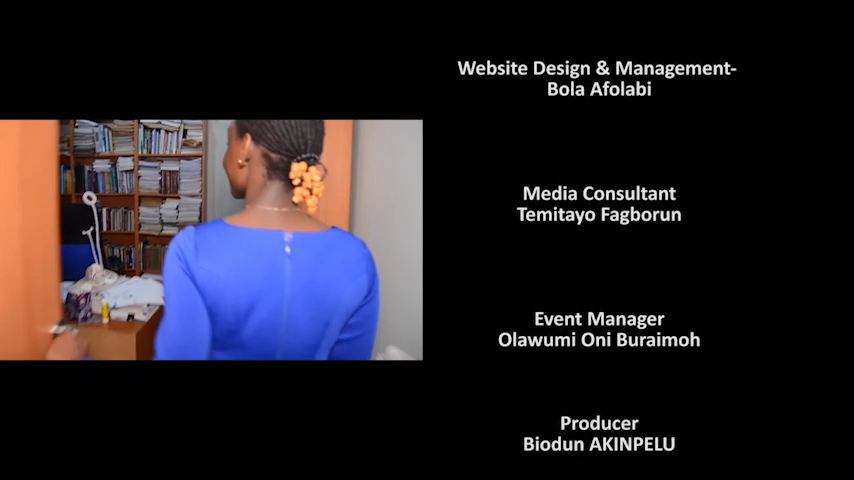 Website Design & Management-
Bola Afolabi
Media Consultant
Temitayo Fagborun
Event Manager
Olawumi Oni Buraimoh
Producer
Biodun AKINPELU